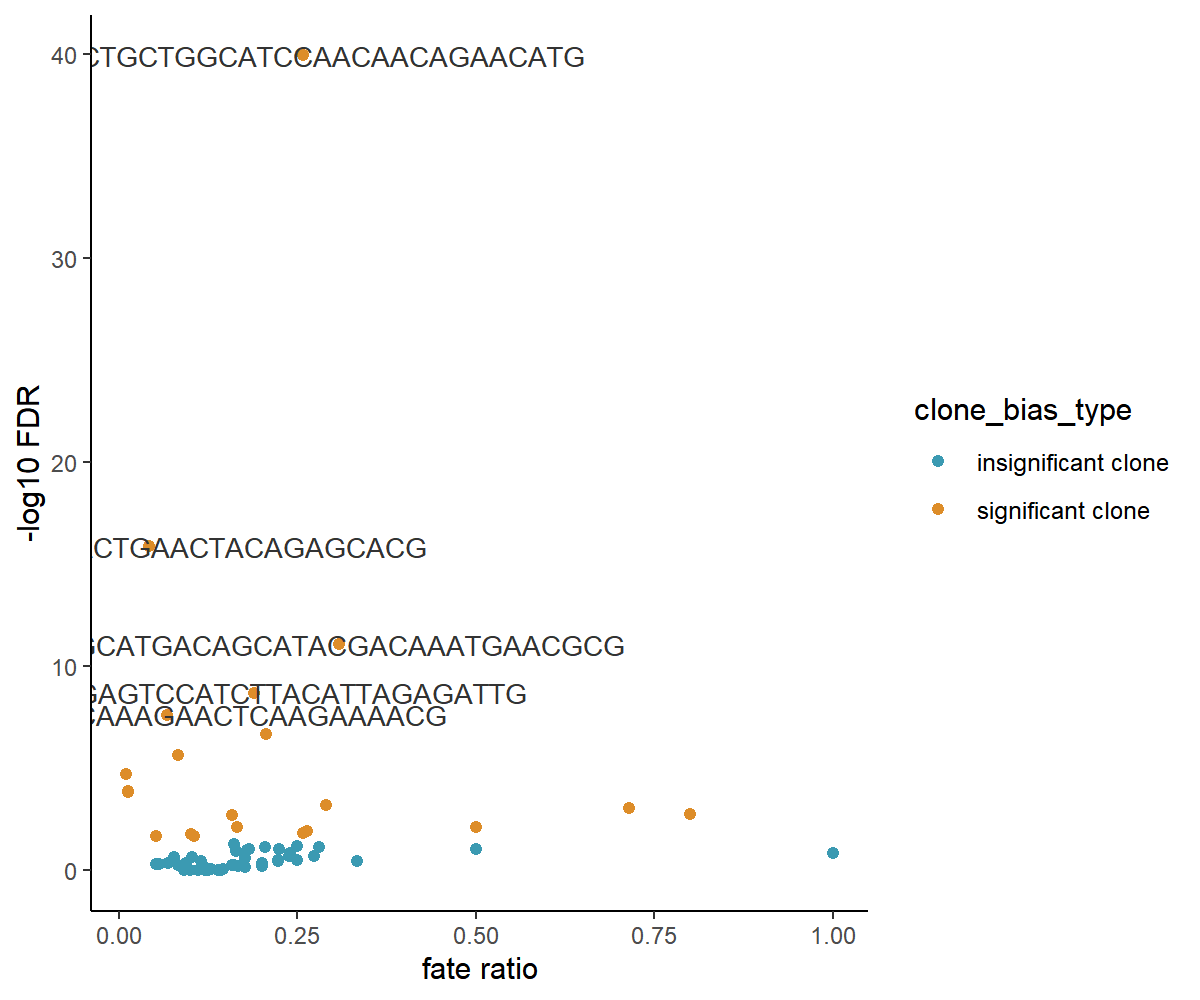 40
CTGCTGGCATCCAACAACAGAACATG
30
20
CTGAACTACAGAGCACG
GCATGACAGCATACGACAAATGAACGCG
10
GAGTCCATCTTACATTAGAGATTG
CAAAGAACTCAAGAAAACG
0
0.00 0.25 0.50 0.75 1.00
fate ratio
-log10 FDR
clone_bias_type
insignificant clone
significant clone